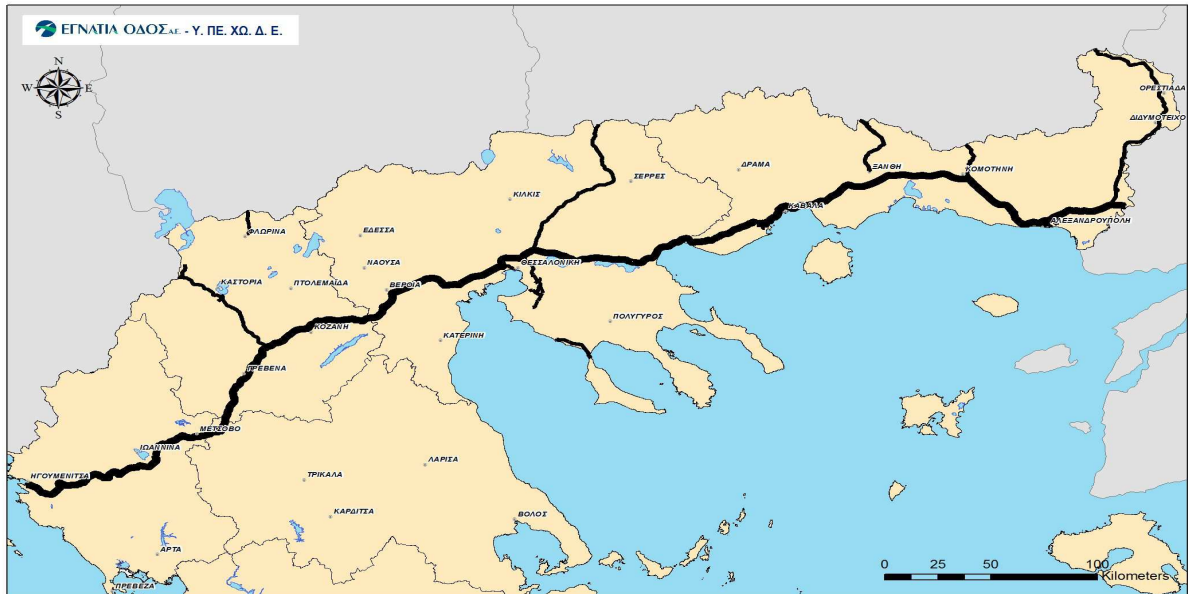 ΕΓΝΑΤΙΑ ΟΔΟΣ Α.Ε. - Υ. ΠΕ. ΧΩ. Δ. Ε.
N
W E
S
ΟΡΕΣΤΙΑΔΑ
ΔΙΔΥΜΟΤΕΙΧΟ
ΔΡΑΜΑ
ΞΑΝΘΗ
ΚΟΜΟΤΗΝΗ
ΣΕΡΡΕΣ
ΚΙΛΚΙΣ
ΚΑΒΑΛΑ
ΑΛΕΞΑΝΔΡΟΥΠΟΛΗ
ΦΛΩΡΙΝΑ
ΕΔΕΣΣΑ
ΘΕΣΣΑΛΟΝΙΚΗ
ΝΑΟΥΣΑ
ΚΑΣΤΟΡΙΑ
ΠΤΟΛΕΜΑΪΔΑ
ΒΕΡΟΙΑ
ΠΟΛΥΓΥΡΟΣ
ΚΟΖΑΝΗ
ΚΑΤΕΡΙΝΗ
ΓΡΕΒΕΝΑ
ΜΕΤΣΟΒΟ
ΙΩΑΝΝΙΝΑ
ΛΑΡΙΣΑ
ΗΓΟΥΜΕΝΙΤΣΑ
ΤΡΙΚΑΛΑ
ΚΑΡΔΙΤΣΑ
ΒΟΛΟΣ
ΑΡΤΑ
ΠΡΕΒΕΖΑ
0 25 50 100
Kilometers